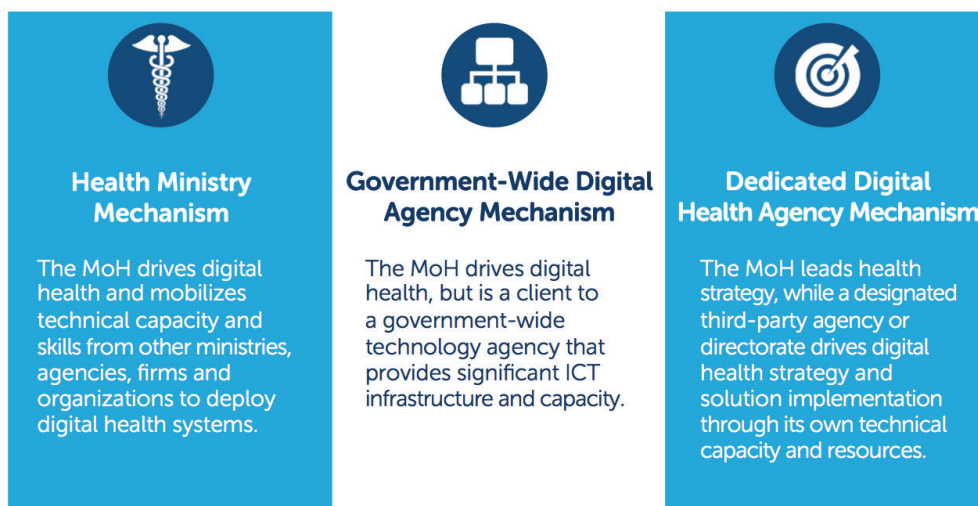 Health Ministry
Mechanism
The MoH drives digital
health and mobilizes
technical capacity and
skills from other ministries,
agencies, firms and
organizations to deploy
digital health systems.
Government-Wide Digital
Agency Mechanism
The MoH drives digital
health, but is a client to
a government-wide
technology agency that
provides significant ICT
infrastructure and capacity.
Dedicated Digital
Health Agency Mechanism
The MoH leads health
strategy, while a designated
third-party agency or
directorate drives digital
health strategy and
solution implementation
through its own technical
capacity and resources.